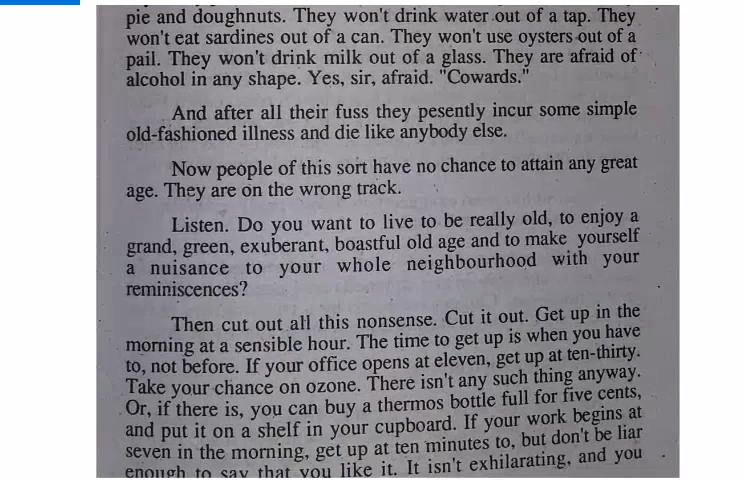 pie and doughnuts. They won't drink water out of a tap. They
won't eat sardines out of a can. They won't use oysters out of a
pail. They won't drink milk out of a glass. They are afraid of
alcohol in any shape. Yes, sir, afraid. "Cowards."
And after all their fuss they pesently incur some simple
old-fashioned illness and die like anybody else.
Now people of this sort have no chance to attain any great
age. They are on the wrong track.
Listen. Do you want to live to be really old, to enjoy a
grand, green, exuberant, boastful old age and to make yourself
a nuisance to your whole neighbourhood with your
reminiscences?
Then cut out all this nonsense. Cut it out. Get up in the
morning at a sensible hour. The time to get up is when you have
to, not before. If your office opens at eleven, get up at ten-thirty.
Take your chance on ozone. There isn't any such thing anyway.
Or, if there is, you can buy a thermos bottle full for five cents,
and put it on a shelf in your cupboard. If your work begins at
seven in the morning, get up at ten minutes to, but don't be liar
enough to say that you like it. It isn't exhilarating, and you